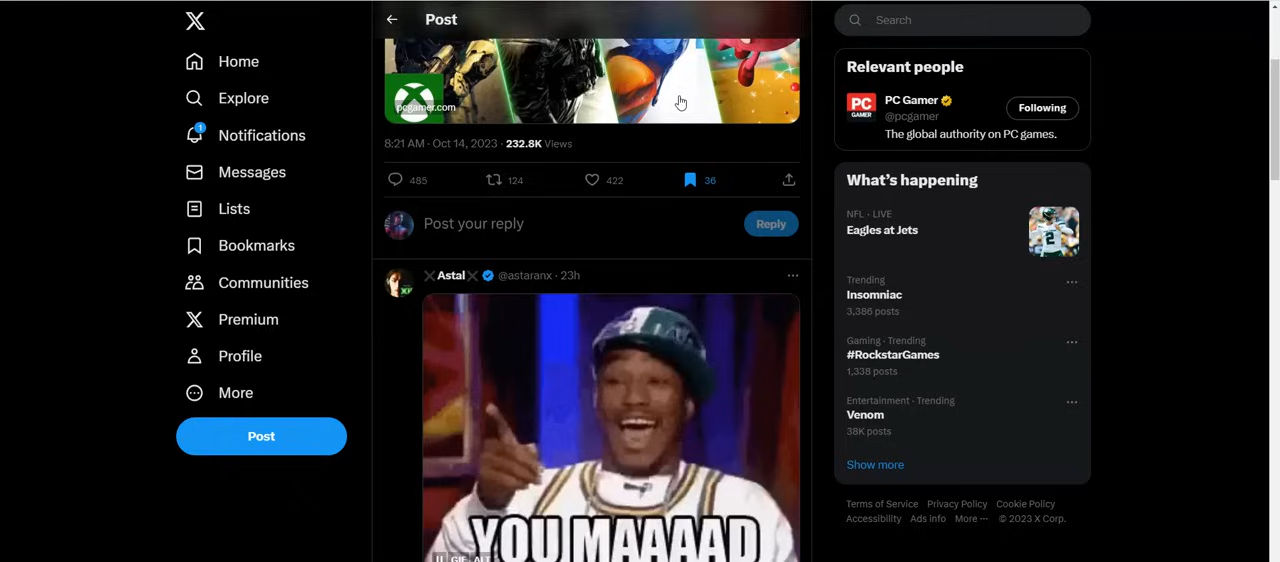 Home
Explore
1
Notifications
Messages
Lists
Bookmarks
Communities
Premium
Profile
More
Post
Post
pcgamer.com
8:21 AM · Oct 14, 2023 · 232.8K Views
485
124
422
36
Post your reply
Reply
Astal @astaranx · 23h
YOU MAAAAD
GIF ALT
Search
Relevant people
PC GAMER
PC Gamer
@pcgamer
Following
The global authority on PC games.
What's happening
NFL · LIVE
Eagles at Jets
2
Trending
Insomniac
3,386 posts
Gaming · Trending
#RockstarGames
1,338 posts
Entertainment · Trending
Venom
38K posts
Show more
Terms of Service Privacy Policy Cookie Policy
Accessibility Ads info More ··· © 2023 X Corp.